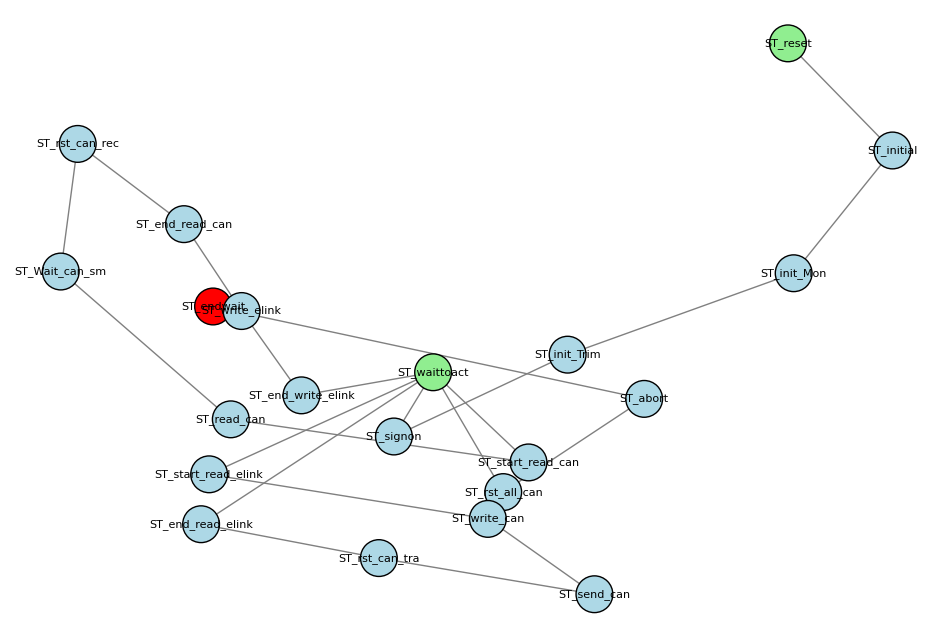 ST_reset
ST_rst_can_rec
ST_initial
ST_end_read_can
ST_Wait_can_sm
ST_init_Mon
ST_endwait
ST_write_elink
ST_init_Trim
ST_waittoact
ST_end_write_elink
ST_abort
ST_read_can
ST_signon
ST_start_read_can
ST_start_read_elink
ST_rst_all_can
ST_write_can
ST_end_read_elink
ST_rst_can_tra
ST_send_can